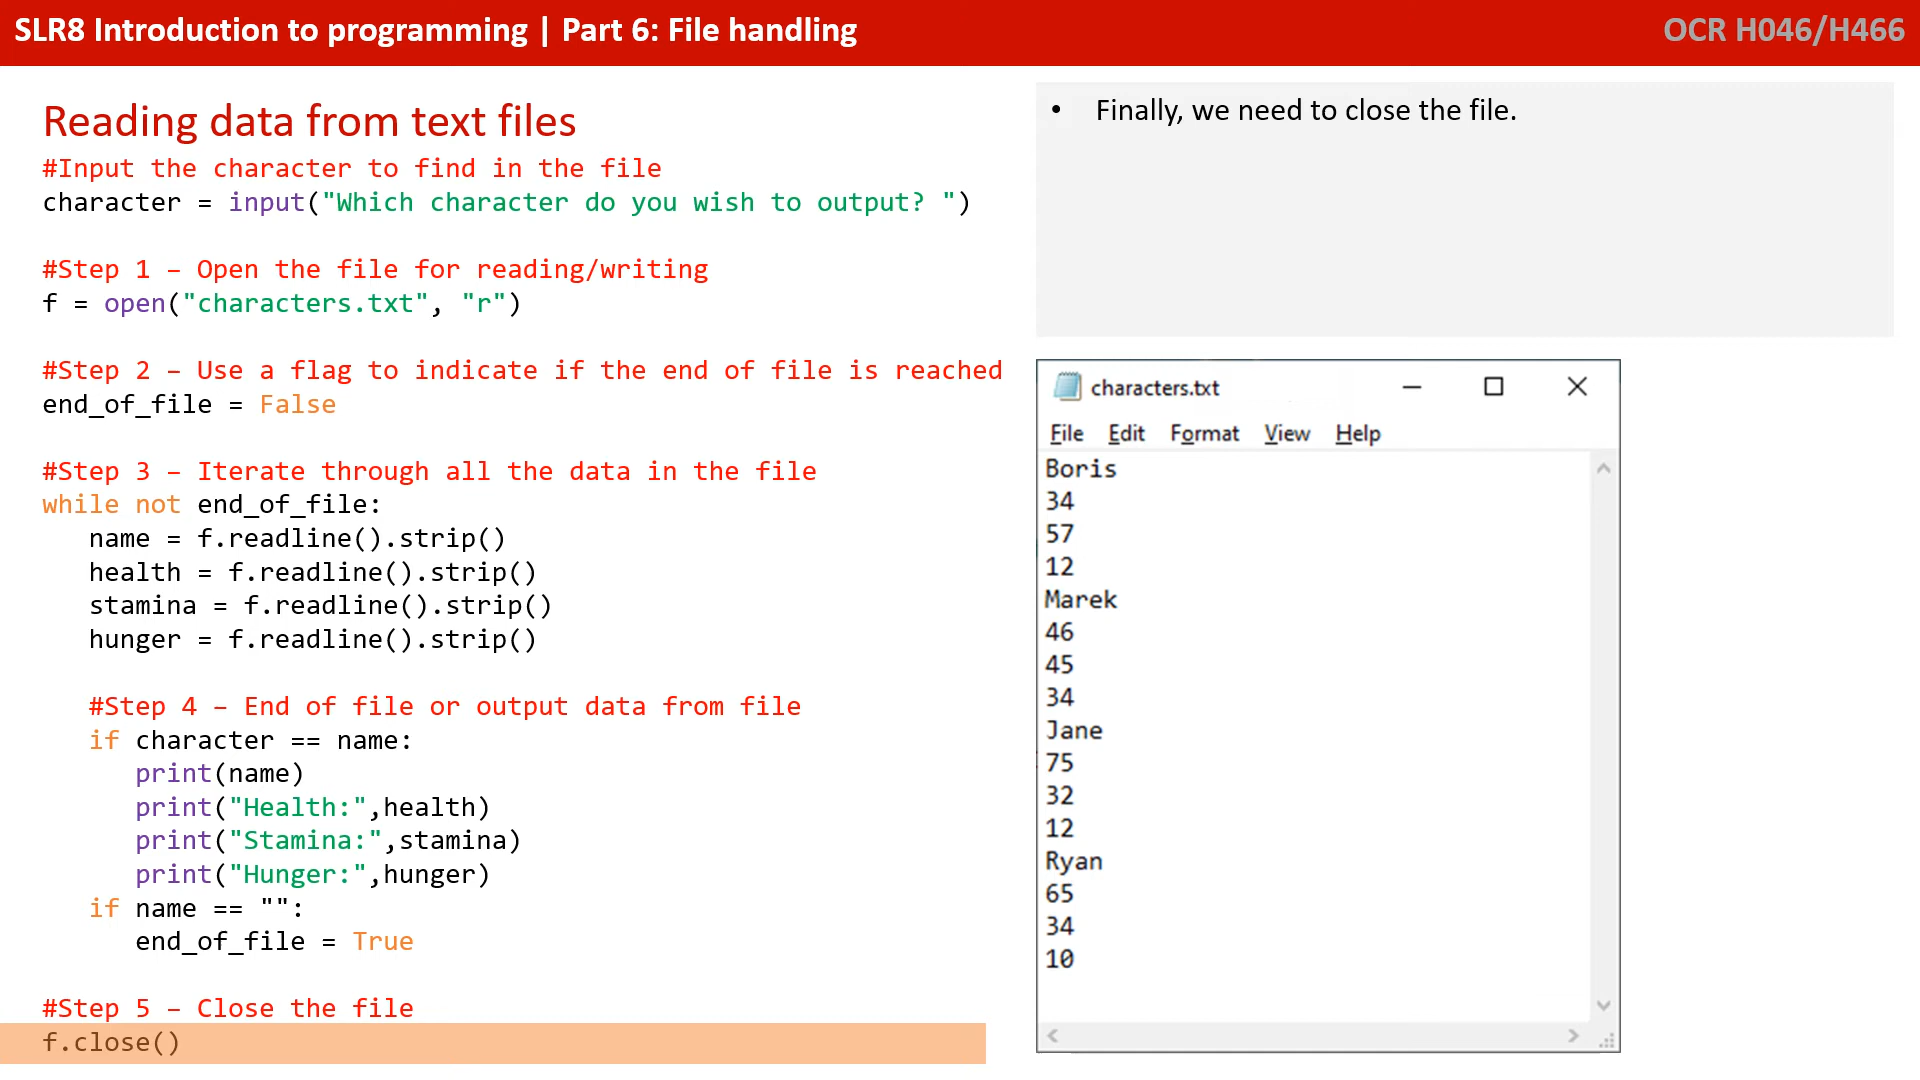 SLR8 Introduction to programming | Part 6: File handling
OCR H046/H466
Reading data from text files
#Input the character to find in the file
character = input("Which character do you wish to output? ")
#Step 1 – Open the file for reading/writing
f = open("characters.txt", "r")
#Step 2 – Use a flag to indicate if the end of file is reached
end_of_file = False
#Step 3 – Iterate through all the data in the file
while not end_of_file:
   name = f.readline().strip()
   health = f.readline().strip()
   stamina = f.readline().strip()
   hunger = f.readline().strip()
   #Step 4 – End of file or output data from file
   if character == name:
      print(name)
      print("Health:",health)
      print("Stamina:",stamina)
      print("Hunger:",hunger)
   if name == "":
      end_of_file = True
#Step 5 – Close the file
f.close()
• Finally, we need to close the file.
characters.txt
File Edit Format View Help
Boris
34
57
12
Marek
46
45
34
Jane
75
32
12
Ryan
65
34
10